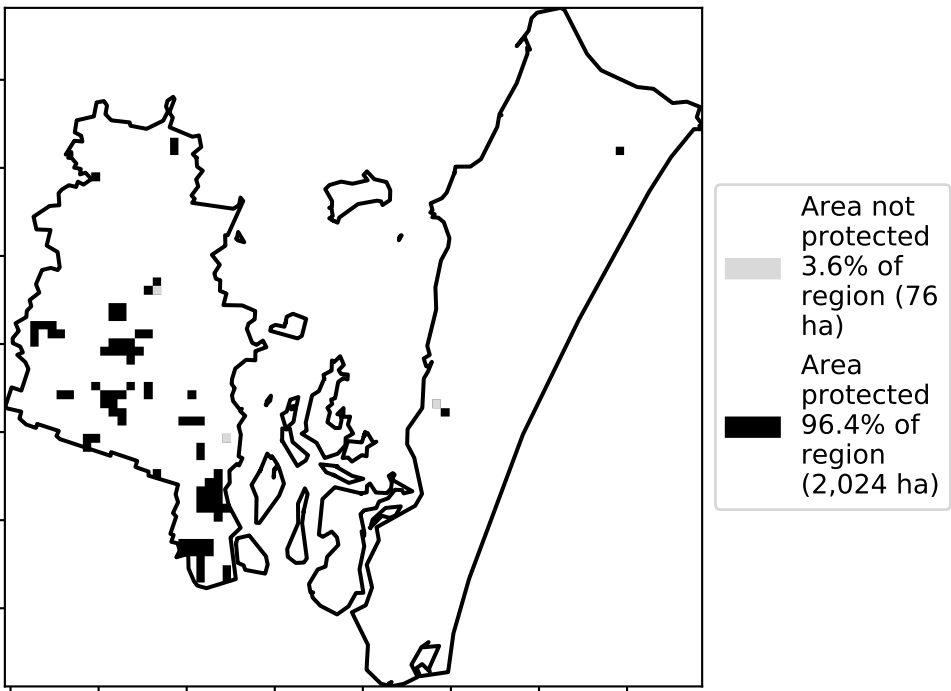 Area not
protected
3.6% of
region (76
ha)
Area
protected
96.4% of
region
(2,024 ha)